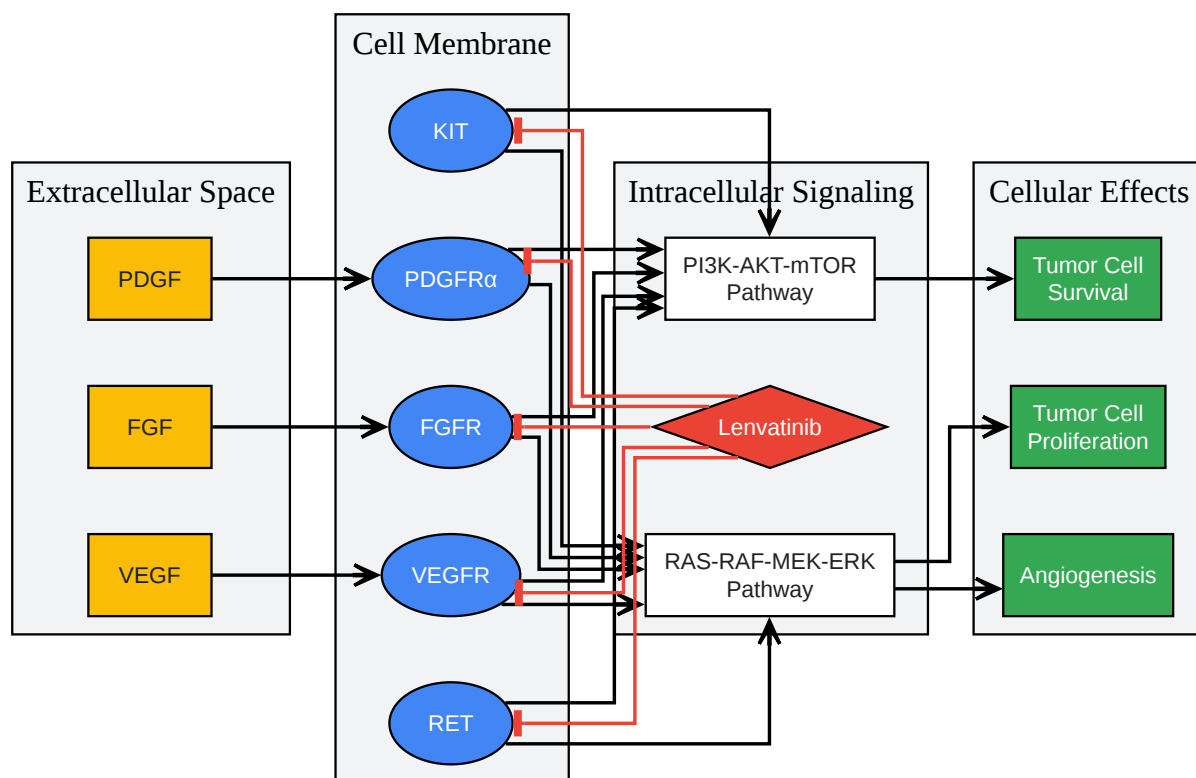 Extracellular Space
PDGF
FGF
VEGF
Cell Membrane
KIT
PDGFRα
FGFR
VEGFR
RET
Intracellular Signaling
PI3K-AKT-mTOR
Pathway
Lenvatinib
RAS-RAF-MEK-ERK
Pathway
Cellular Effects
Tumor Cell
Survival
Tumor Cell
Proliferation
Angiogenesis